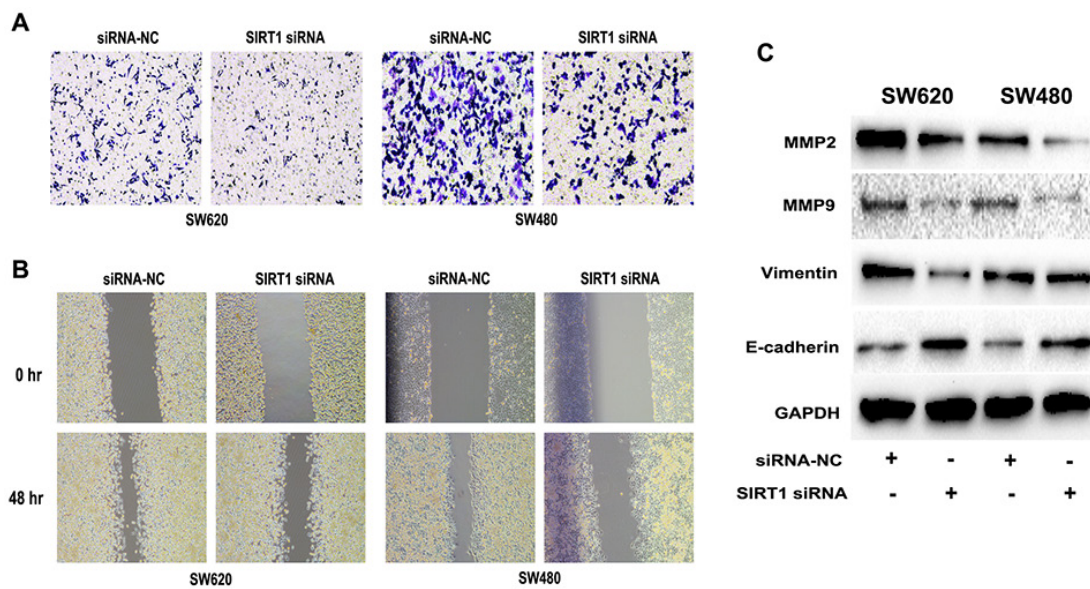 A
siRNA-NC SIRT1 siRNA siRNA-NC SIRT1 siRNA
SW620 SW480
B
siRNA-NC SIRT1 siRNA siRNA-NC SIRT1 siRNA
0 hr
48 hr
SW620 SW480
C
SW620 SW480
MMP2
MMP9
Vimentin
E-cadherin
GAPDH
siRNA-NC + - + -
SIRT1 siRNA - + - +